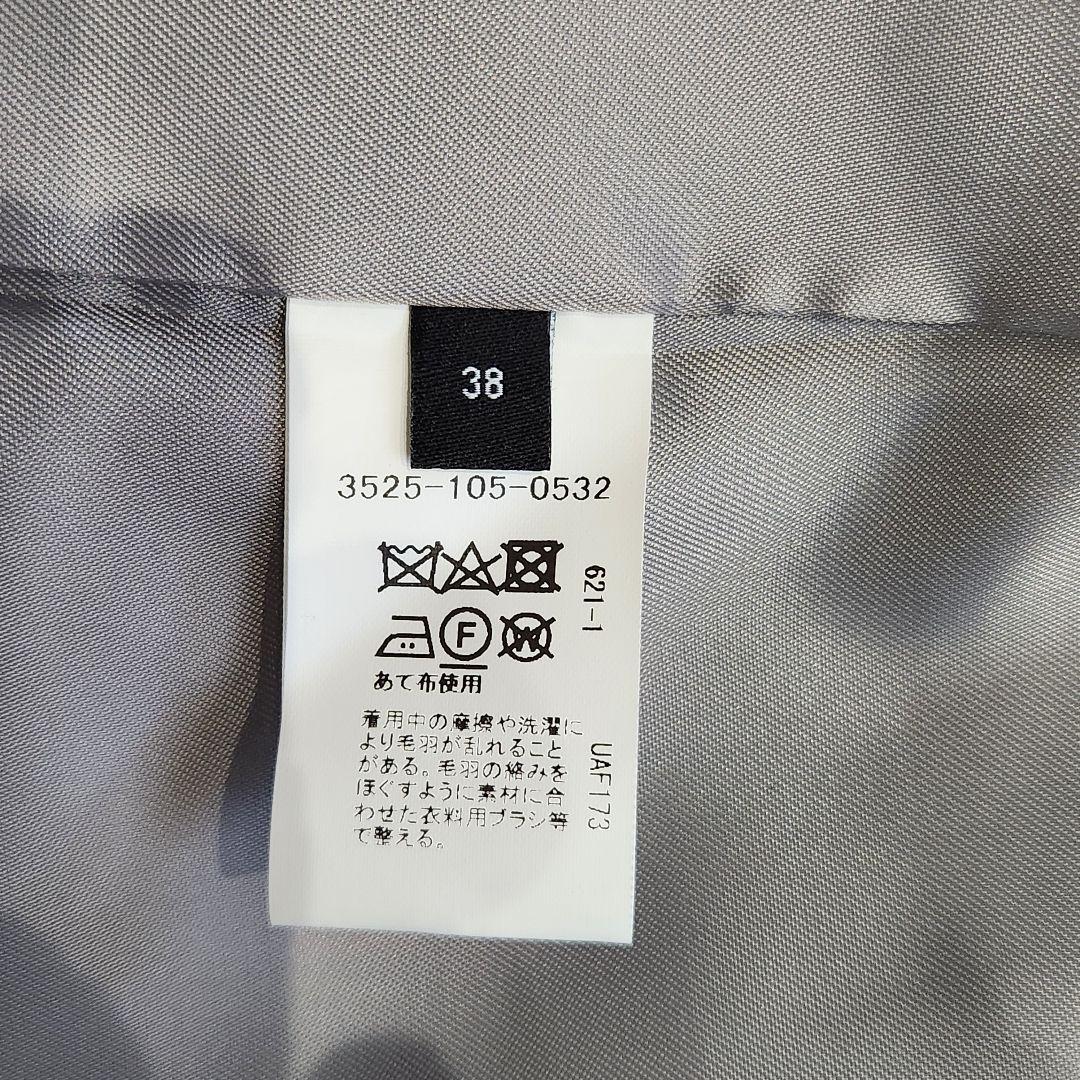 38
3525-105-0532
621-1
F
W
あて布使用
着用中の摩擦や洗濯に
より毛羽が乱れること
がある。毛羽の絡みを
ほぐすように素材に合
わせた衣料用ブラシ等
で整える。
UAF173